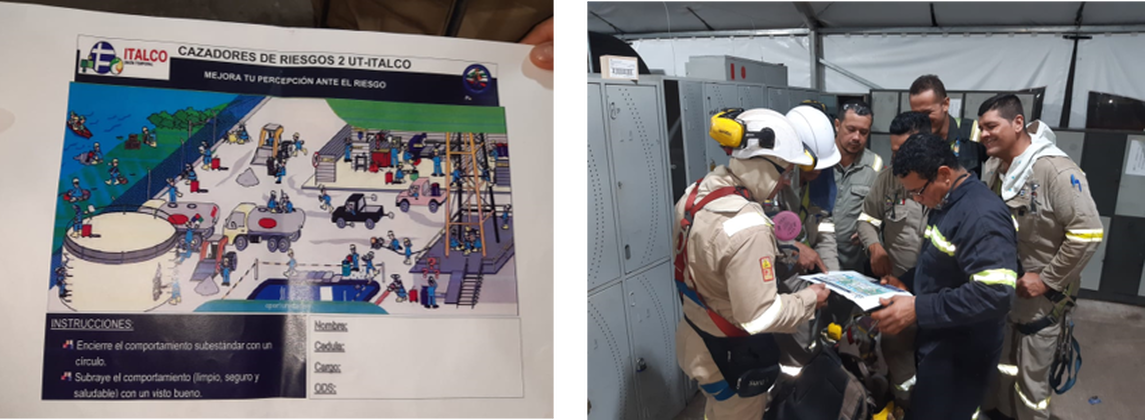 ITALCO
CAZADORES DE RIESGOS 2 UT-ITALCO
MEJORA TU PERCEPCIÓN ANTE EL RIESGO
INSTRUCCIONES:
Encierre el comportamiento subestándar con un
círculo.
Subraye el comportamiento (limpio, seguro y
saludable) con un visto bueno.
Nombre:
Cedula:
Cargo:
ODS: